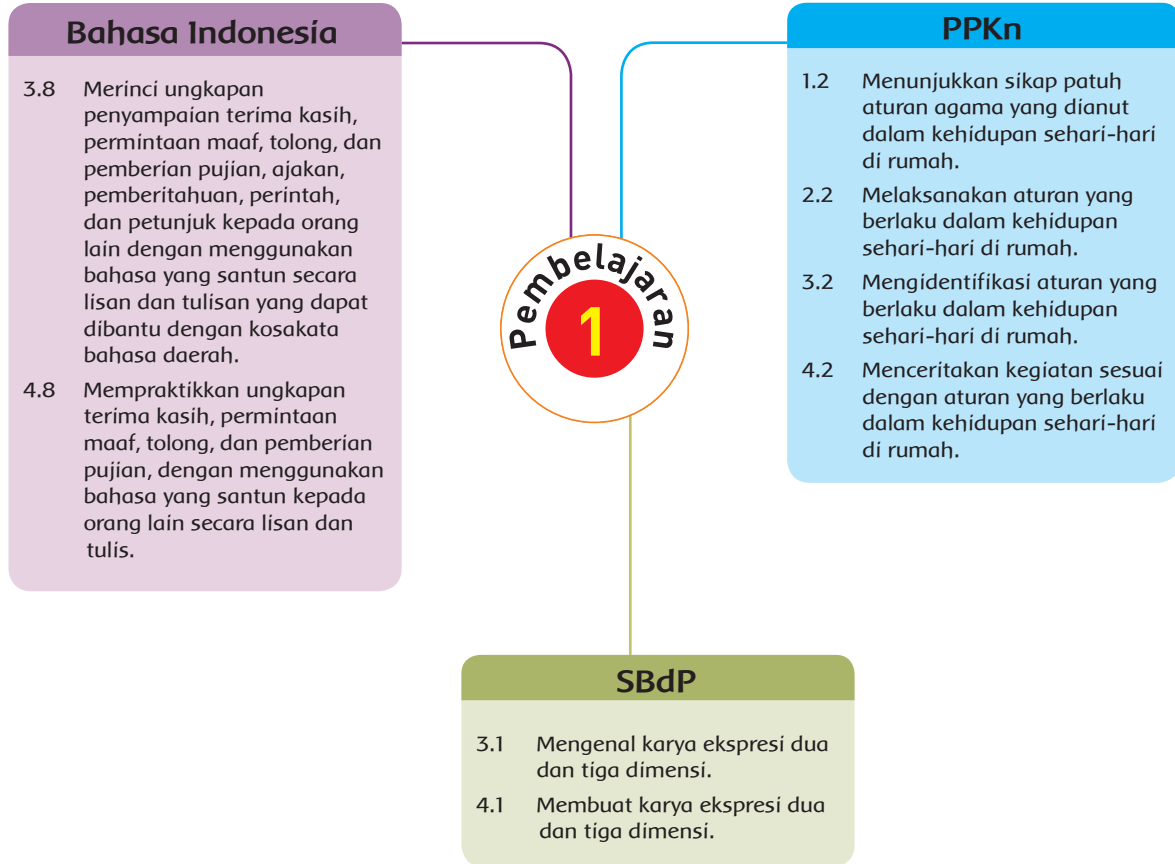 Bahasa Indonesia
3.8 Merinci ungkapan
penyampaian terima kasih,
permintaan maaf, tolong, dan
pemberian pujian, ajakan,
pemberitahuan, perintah,
dan petunjuk kepada orang
lain dengan menggunakan
bahasa yang santun secara
lisan dan tulisan yang dapat
dibantu dengan kosakata
bahasa daerah.
4.8 Mempraktikkan ungkapan
terima kasih, permintaan
maaf, tolong, dan pemberian
pujian, dengan menggunakan
bahasa yang santun kepada
orang lain secara lisan dan
tulis.
PPKn
1.2 Menunjukkan sikap patuh
aturan agama yang dianut
dalam kehidupan sehari-hari
di rumah.
2.2 Melaksanakan aturan yang
berlaku dalam kehidupan
sehari-hari di rumah.
3.2 Mengidentifikasi aturan yang
berlaku dalam kehidupan
sehari-hari di rumah.
4.2 Menceritakan kegiatan sesuai
dengan aturan yang berlaku
dalam kehidupan sehari-hari
di rumah.
Pembelajaran
1
SBdP
3.1 Mengenal karya ekspresi dua
dan tiga dimensi.
4.1 Membuat karya ekspresi dua
dan tiga dimensi.